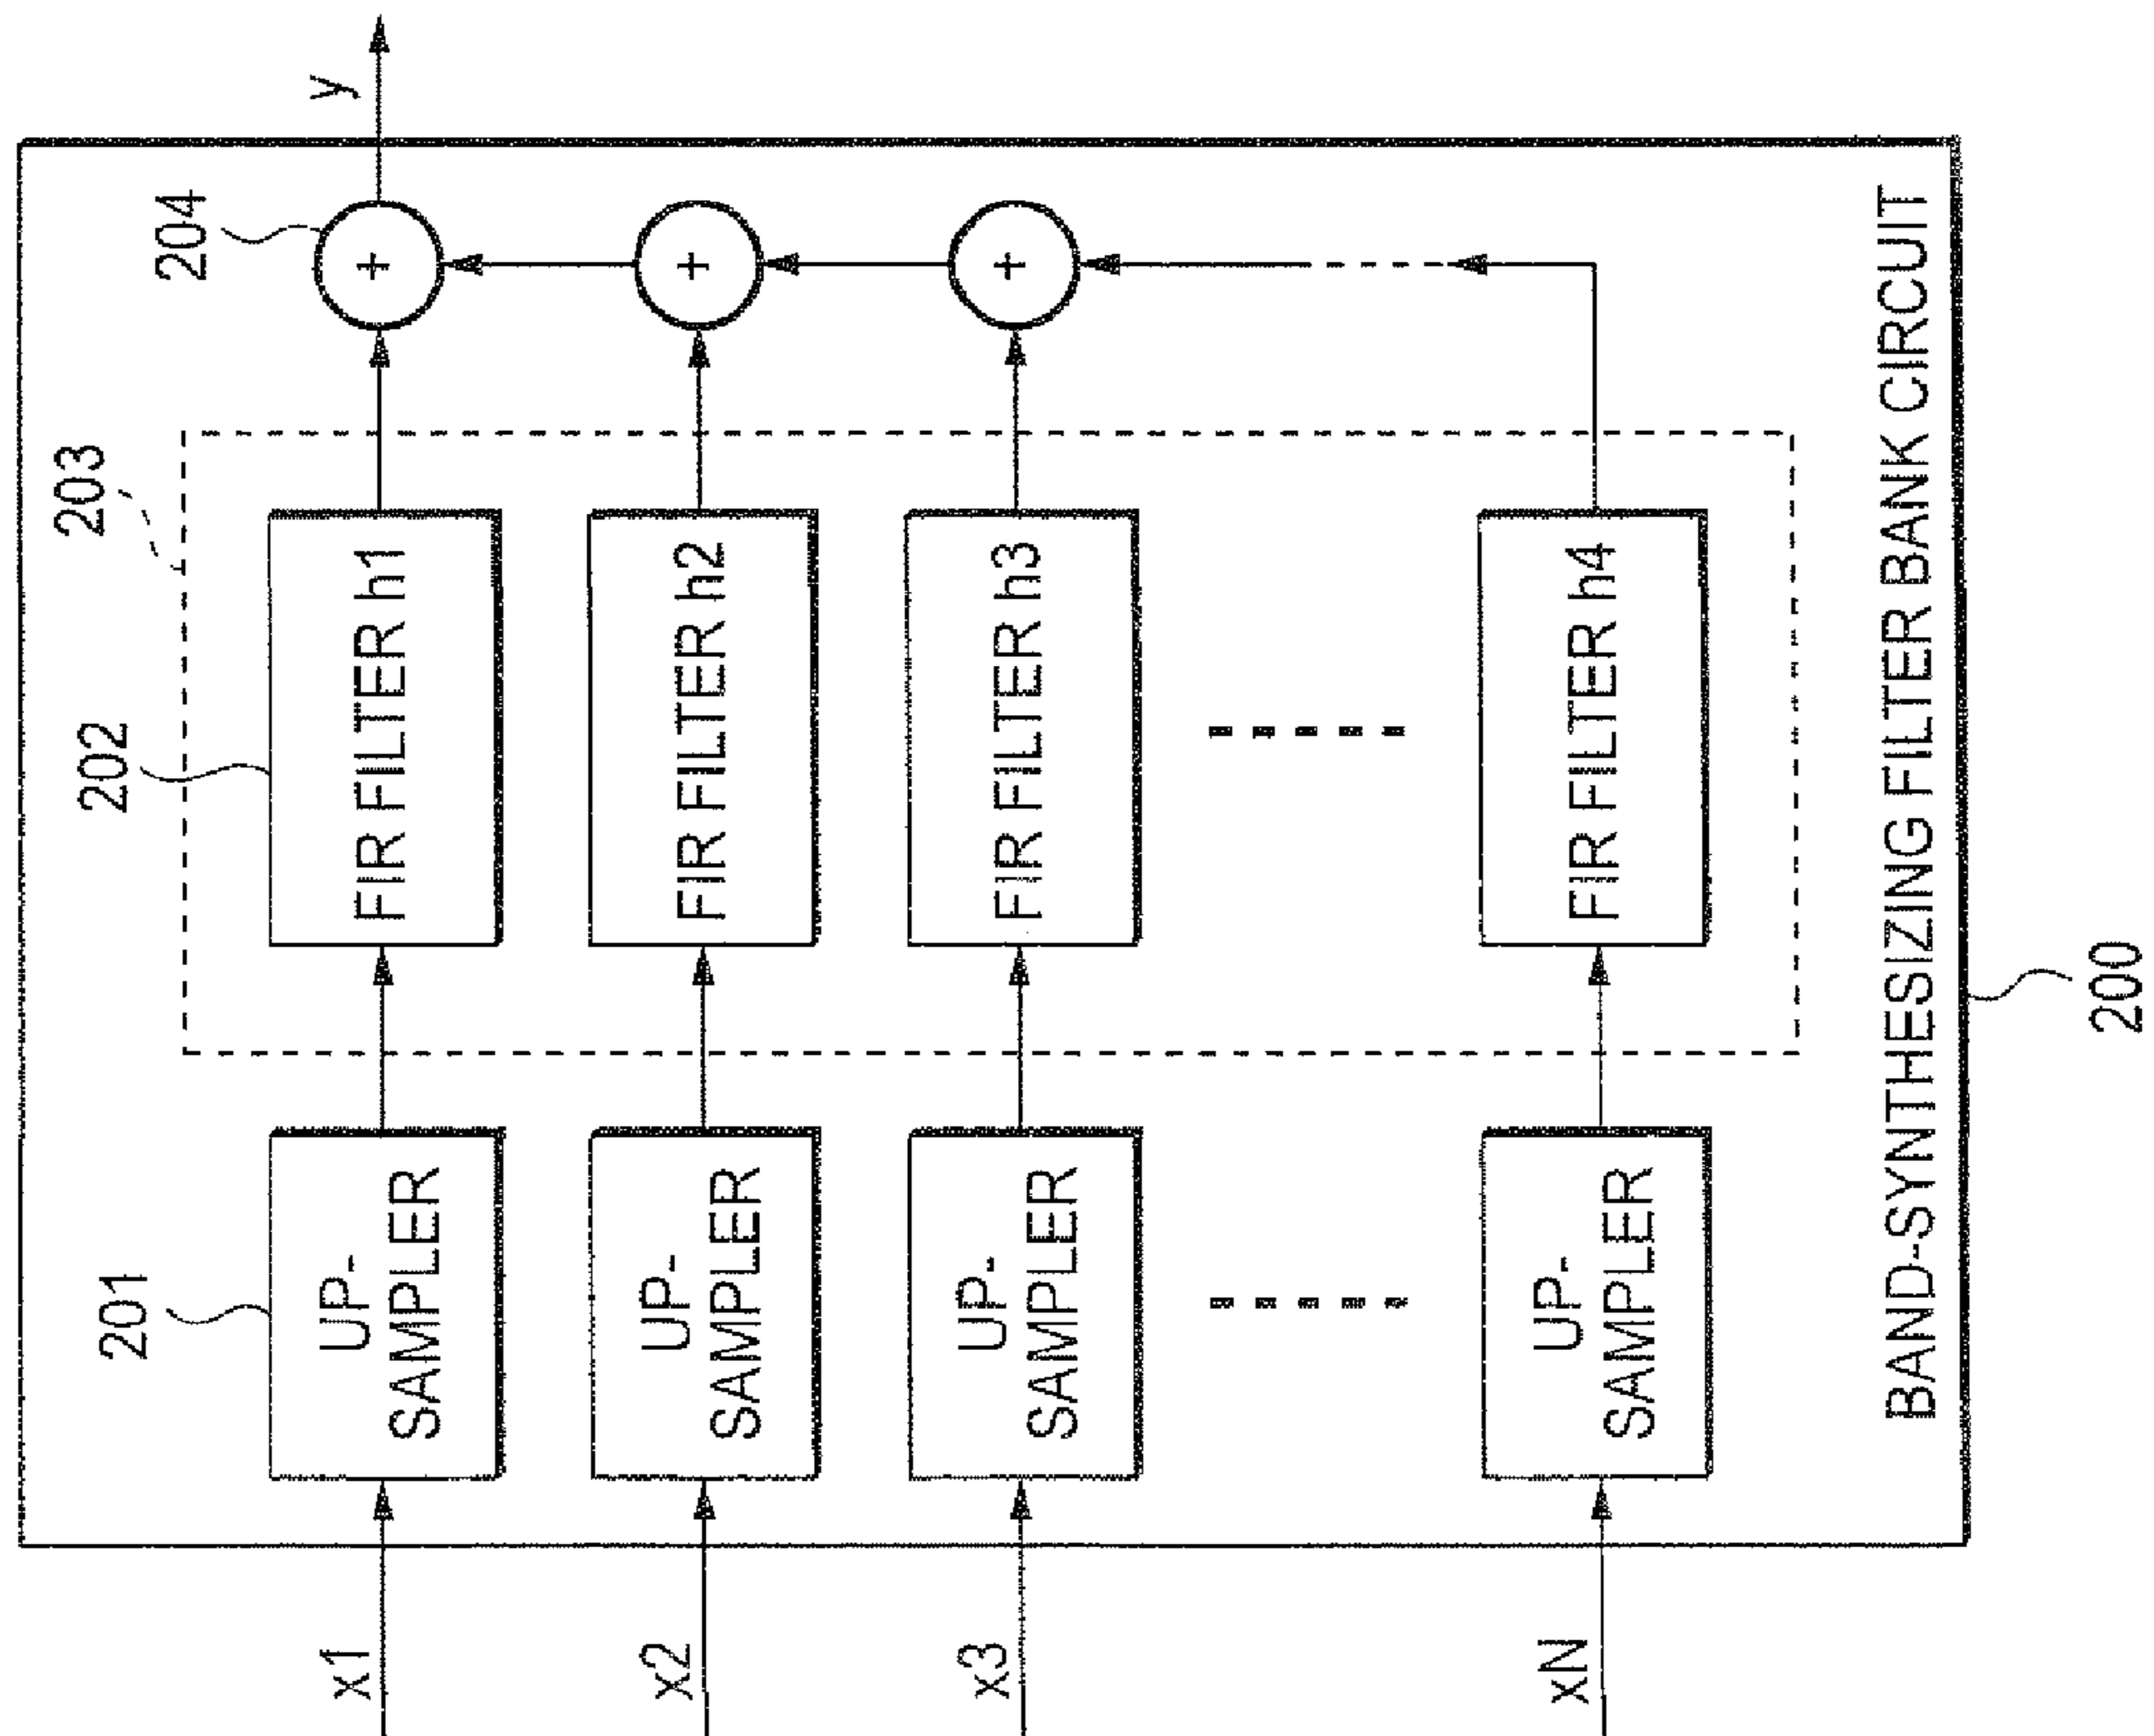 201
202
203
204
x1
UP-
SAMPLER
FIR FILTER h1
+
y
x2
UP-
SAMPLER
FIR FILTER h2
+
x3
UP-
SAMPLER
FIR FILTER h3
+
xN
UP-
SAMPLER
FIR FILTER h4
BAND-SYNTHESIZING FILTER BANK CIRCUIT
200